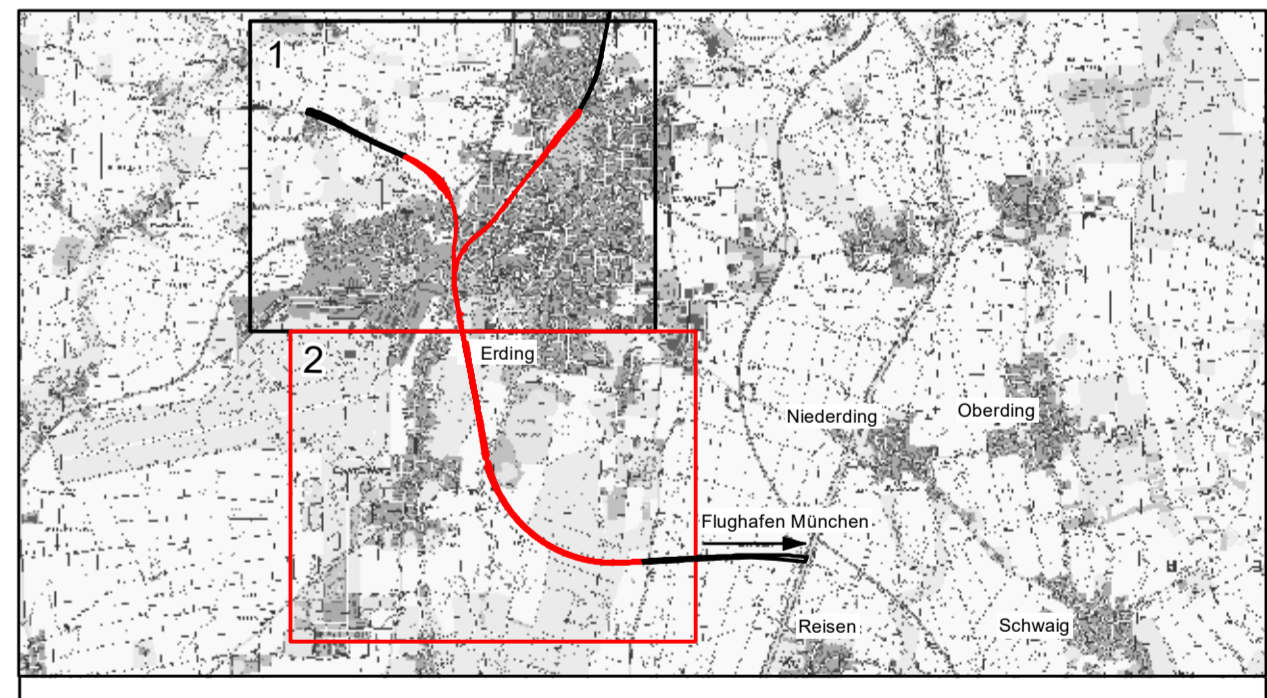 1
2
Erding
Niederding
Oberding
Flughafen München
Reisen
Schwaig